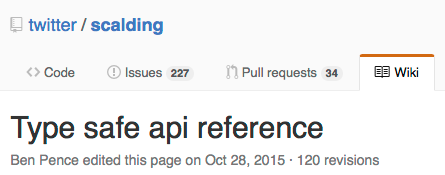 twitter / scalding
Code Issues 227 Pull requests 34 Wiki
Type safe api reference
Ben Pence edited this page on Oct 28, 2015 · 120 revisions